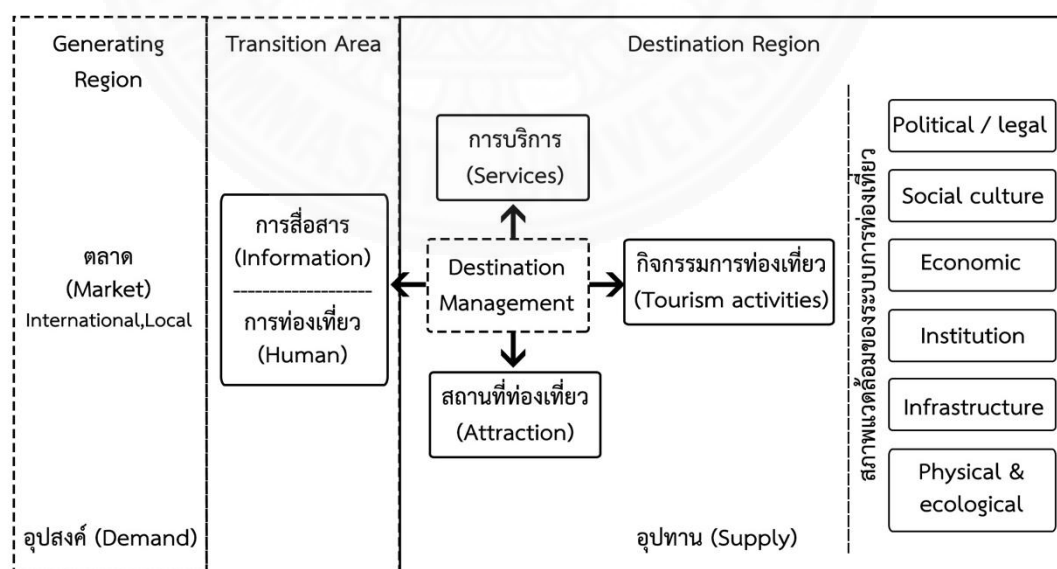 Generating
Region
Transition Area
Destination Region
ตลาด
(Market)
International,Local
อุปสงค์ (Demand)
การสื่อสาร
(Information)
การท่องเที่ยว
(Human)
การบริการ
(Services)
Destination
Management
กิจกรรมการท่องเที่ยว
(Tourism activities)
สถานที่ท่องเที่ยว
(Attraction)
อุปทาน (Supply)
สภาพแวดล้อมของระบบการท่องเที่ยว
Political / legal
Social culture
Economic
Institution
Infrastructure
Physical &
ecological